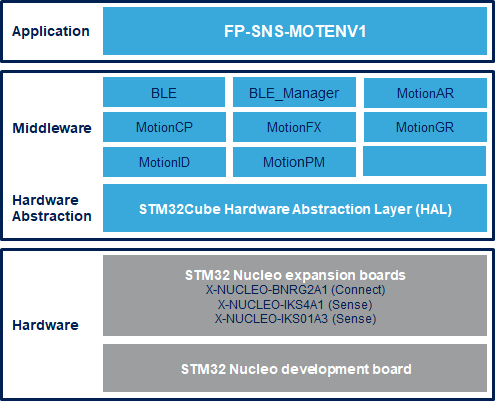 Application
FP-SNS-MOTENV1
Middleware
BLE
BLE_Manager
MotionAR
MotionCP
MotionFX
MotionGR
MotionID
MotionPM
Hardware
Abstraction
STM32Cube Hardware Abstraction Layer (HAL)
Hardware
STM32 Nucleo expansion boards
X-NUCLEO-BNRG2A1 (Connect)
X-NUCLEO-IKS4A1 (Sense)
X-NUCLEO-IKS01A3 (Sense)
STM32 Nucleo development board